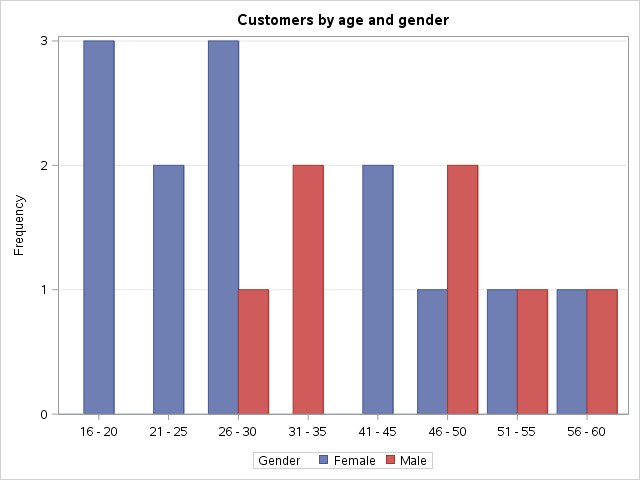 Customers by age and gender
Frequency
3
2
1
0
16 - 20 21 - 25 26 - 30 31 - 35 41 - 45 46 - 50 51 - 55 56 - 60
Gender Female Male